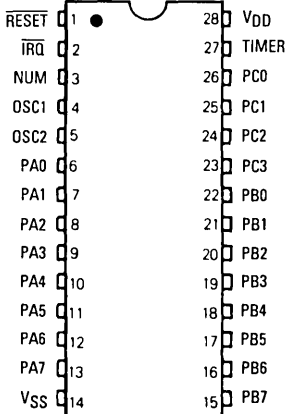 RESET 1 28 VDD
IRQ 2 27 TIMER
NUM 3 26 PC0
OSC1 4 25 PC1
OSC2 5 24 PC2
PA0 6 23 PC3
PA1 7 22 PB0
PA2 8 21 PB1
PA3 9 20 PB2
PA4 10 19 PB3
PA5 11 18 PB4
PA6 12 17 PB5
PA7 13 16 PB6
VSS 14 15 PB7